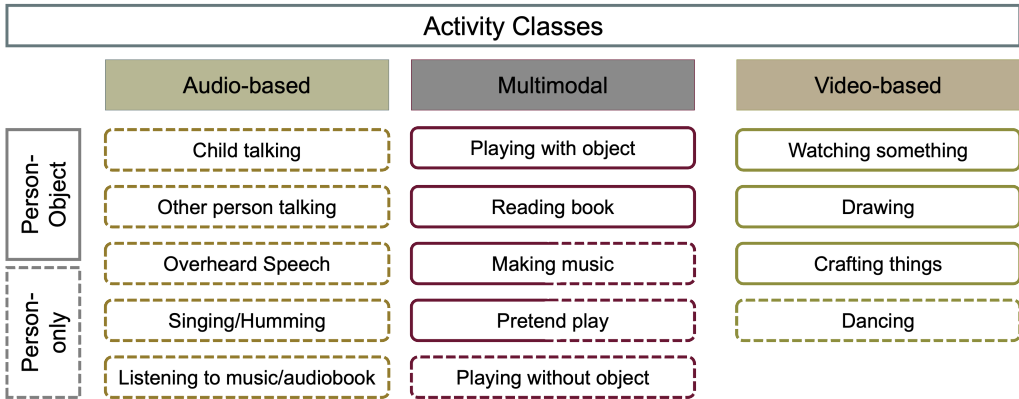 Activity Classes
Audio-based
Multimodal
Video-based
Person-
Object
Child talking
Playing with object
Watching something
Other person talking
Reading book
Drawing
Overheard Speech
Making music
Crafting things
Person-
only
Singing/Humming
Pretend play
Dancing
Listening to music/audiobook
Playing without object